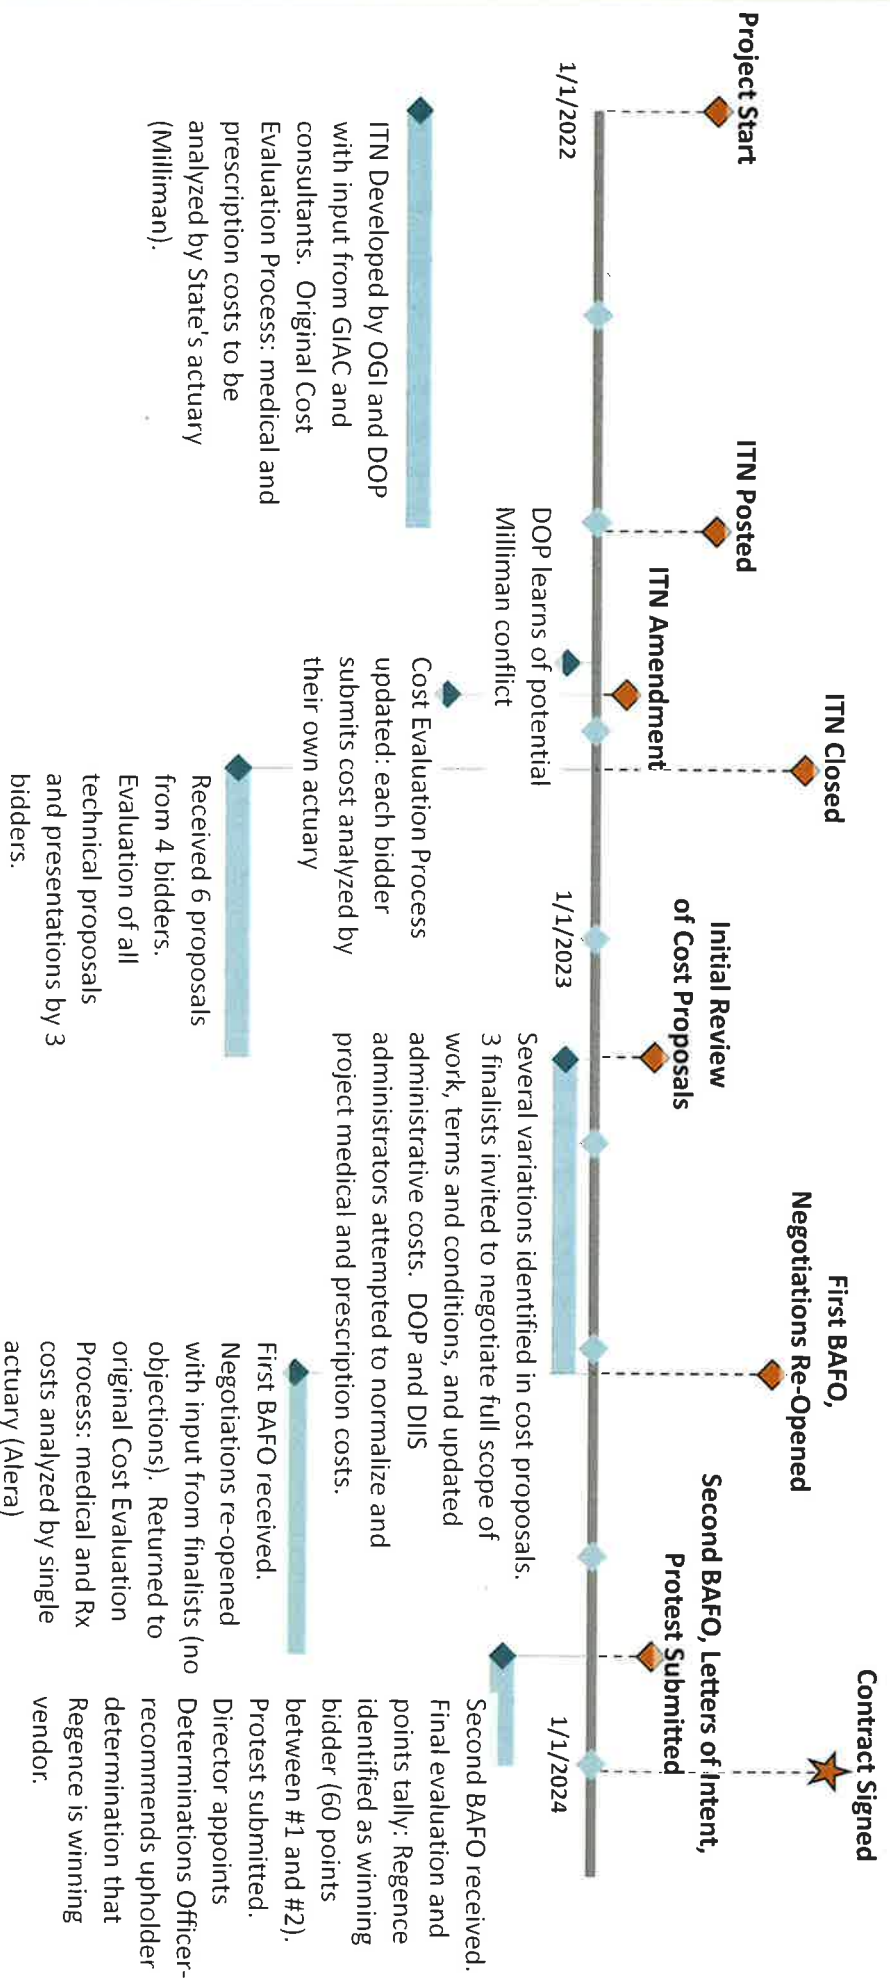 Project Start
1/1/2022
ITN Developed by OGI and DOP
with input from GIAC and
consultants. Original Cost
Evaluation Process: medical and
prescription costs to be
analyzed by State's actuary
(Milliman).
ITN Posted
ITN Amendment
DOP learns of potential
Milliman conflict
Cost Evaluation Process
updated: each bidder
submits cost analyzed by
their own actuary
ITN Closed
Received 6 proposals
from 4 bidders.
Evaluation of all
technical proposals
and presentations by 3
bidders.
1/1/2023
Initial Review
of Cost Proposals
Several variations identified in cost proposals.
3 finalists invited to negotiate full scope of
work, terms and conditions, and updated
administrative costs. DOP and DIIS
administrators attempted to normalize and
project medical and prescription costs.
First BAFO,
Negotiations Re-Opened
First BAFO received.
Negotiations re-opened
with input from finalists (no
objections). Returned to
original Cost Evaluation
Process: medical and Rx
costs analyzed by single
actuary (Alera)
Second BAFO, Letters of Intent,
Protest Submitted
Second BAFO received.
Final evaluation and
points tally: Regence
identified as winning
bidder (60 points
between #1 and #2).
Protest submitted.
Director appoints
Determinations Officer-
recommends upholder
determination that
Regence is winning
vendor.
Contract Signed
1/1/2024